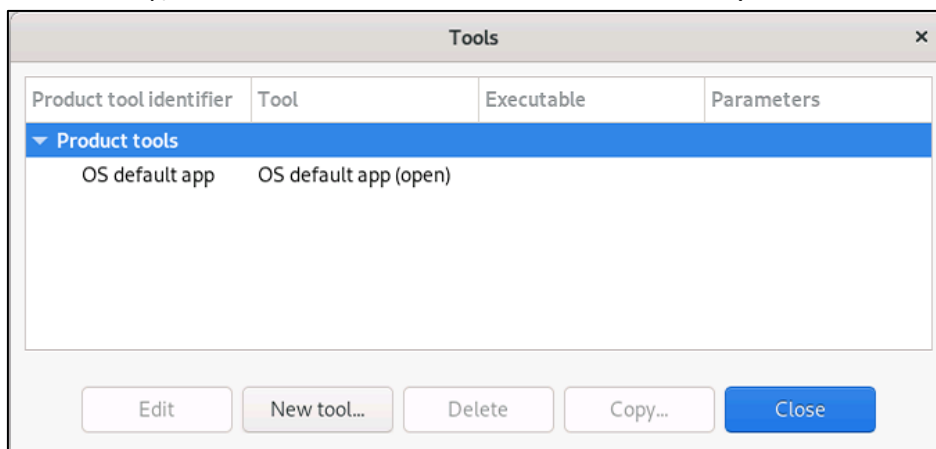 Tools ×
Product tool identifier Tool Executable Parameters
Product tools
OS default app OS default app (open)
Edit New tool... Delete Copy... Close